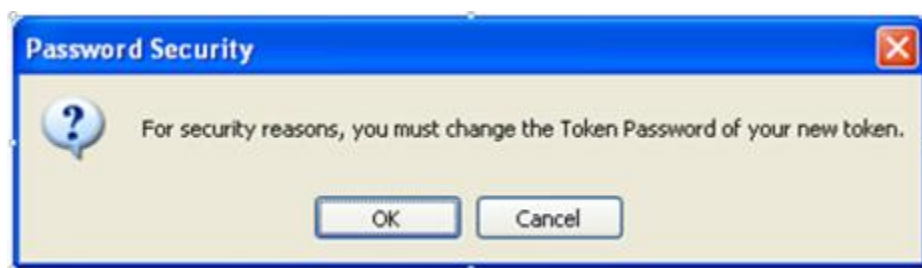 Password Security
For security reasons, you must change the Token Password of your new token.
OK
Cancel